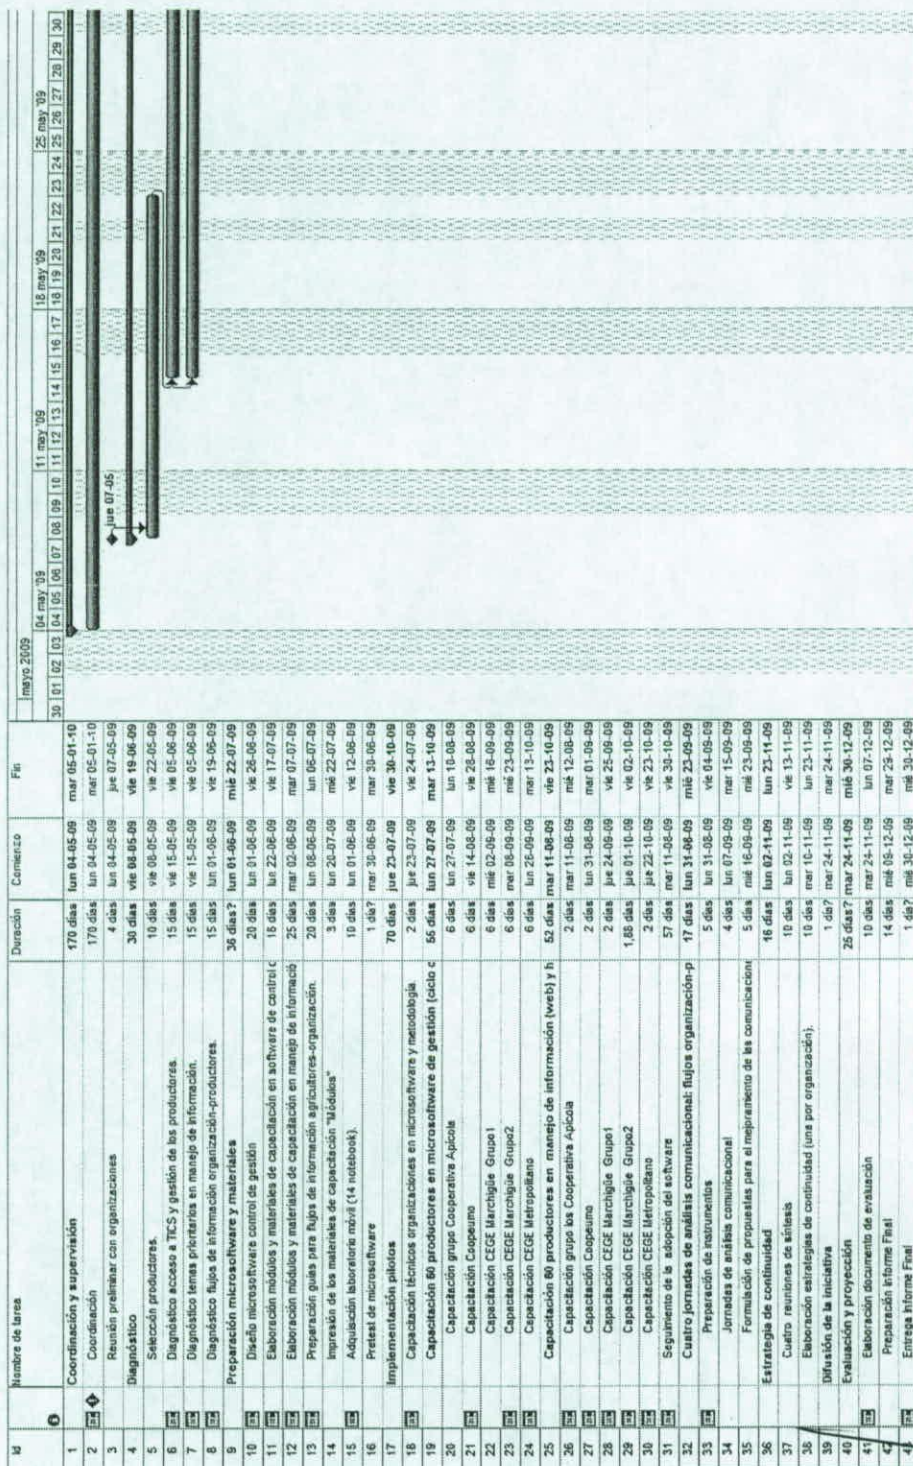 Id Nombre de tarea Duración Comienzo Fin
mayo 2009
04 may '09 11 may '09 18 may '09 25 may '09
30 01 02 03 04 05 06 07 08 09 10 11 12 13 14 15 16 17 18 19 20 21 22 23 24 25 26 27 28 29 30
1 Coordinación y supervisión 170 días lun 04-05-09 mar 05-01-10
2 Coordinación 170 días lun 04-05-09 mar 05-01-10
3 Reunión preliminar con organizaciones 4 días lun 04-05-09 jue 07-05-09
jue 07-05
4 Diagnóstico 30 días vie 08-05-09 vie 19-06-09
5 Selección productores. 10 días vie 08-05-09 vie 22-05-09
6 Diagnóstico acceso a TICS y gestión de los productores. 15 días vie 15-05-09 vie 05-06-09
7 Diagnóstico temas prioritarios en manejo de información. 15 días vie 15-05-09 vie 05-06-09
8 Diagnóstico flujos de información organización-productores. 15 días lun 01-06-09 vie 19-06-09
9 Preparación microsoftware y materiales 36 días? lun 01-06-09 mié 22-07-09
10 Diseño microsoftware control de gestión 20 días lun 01-06-09 vie 26-06-09
11 Elaboración módulos y materiales de capacitación en software de control c lun 22-06-09 vie 17-07-09
12 Elaboración módulos y materiales de capacitación en manejo de informació 25 días mar 02-06-09 mar 07-07-09
13 Preparación guías para flujos de información agricultores-organización. 20 días lun 08-06-09 lun 06-07-09
14 Impresión de los materiales de capacitación "Módulos" 3 días lun 20-07-09 mié 22-07-09
15 Adquisición laboratorio móvil (14 notebook). 10 días lun 01-06-09 vie 12-06-09
16 Pretest de microsoftware 1 día? mar 30-06-09 mar 30-06-09
17 Implementación pilotos 70 días jue 23-07-09 vie 30-10-09
18 Capacitación técnicos organizaciones en microsoftware y metodología. 2 días jue 23-07-09 vie 24-07-09
19 Capacitación 60 productores en microsoftware de gestión (ciclo c 55 días lun 27-07-09 mar 13-10-09
20 Capacitación grupo Cooperativa Apícola 6 días lun 27-07-09 lun 10-08-09
21 Capacitación Coopeumo 6 días vie 14-08-09 vie 28-08-09
22 Capacitación CEGE Marchigüe Grupo1 6 días mié 02-09-09 mié 16-09-09
23 Capacitación CEGE Marchigüe Grupo2 6 días mar 08-09-09 mié 23-09-09
24 Capacitación CEGE Metropolitano 6 días lun 28-09-09 mar 13-10-09
25 Capacitación 60 productores en manejo de información (web) y h 52 días mar 11-08-09 vie 23-10-09
26 Capacitación grupo los Cooperativa Apícola 2 días mar 11-08-09 mié 12-08-09
27 Capacitación Coopeumo 2 días lun 31-08-09 mar 01-09-09
28 Capacitación CEGE Marchigüe Grupo1 2 días jue 24-09-09 vie 25-09-09
29 Capacitación CEGE Marchigüe Grupo2 1,88 días jue 01-10-09 vie 02-10-09
30 Capacitación CEGE Metropolitano 2 días jue 22-10-09 vie 23-10-09
31 Seguimiento de la adopción del software 57 días mar 11-08-09 vie 30-10-09
32 Cuatro jornadas de análisis comunicacional: flujos organización-p 17 días lun 31-08-09 mié 23-09-09
33 Preparación de instrumentos 5 días lun 31-08-09 vie 04-09-09
34 Jornadas de análisis comunicacional 4 días lun 07-09-09 mar 15-09-09
35 Formulación de propuestas para el mejoramiento de las comunicacione 5 días mié 16-09-09 mié 23-09-09
36 Estrategia de continuidad 16 días lun 02-11-09 lun 23-11-09
37 Cuatro reuniones de síntesis 10 días lun 02-11-09 vie 13-11-09
38 Elaboración estrategias de continuidad (una por organización). 10 días mar 10-11-09 lun 23-11-09
39 Difusión de la iniciativa 1 día? mar 24-11-09 mar 24-11-09
40 Evaluación y proyección 25 días? mar 24-11-09 mié 30-12-09
41 Elaboración documento de evaluación 10 días mar 24-11-09 lun 07-12-09
42 Preparación Informe Final 14 días mié 09-12-09 mar 29-12-09
43 Entrega Informe Final 1 día? mié 30-12-09 mié 30-12-09